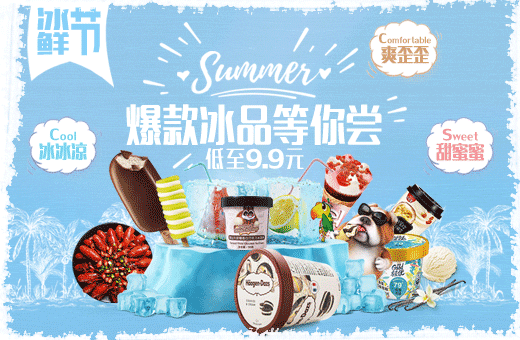 冰
鲜节
Summer
Comfortable
爽歪歪
爆款冰品等你尝
低至9.9元
Cool
冰冰凉
Sweet
甜蜜蜜
Häagen-Dazs